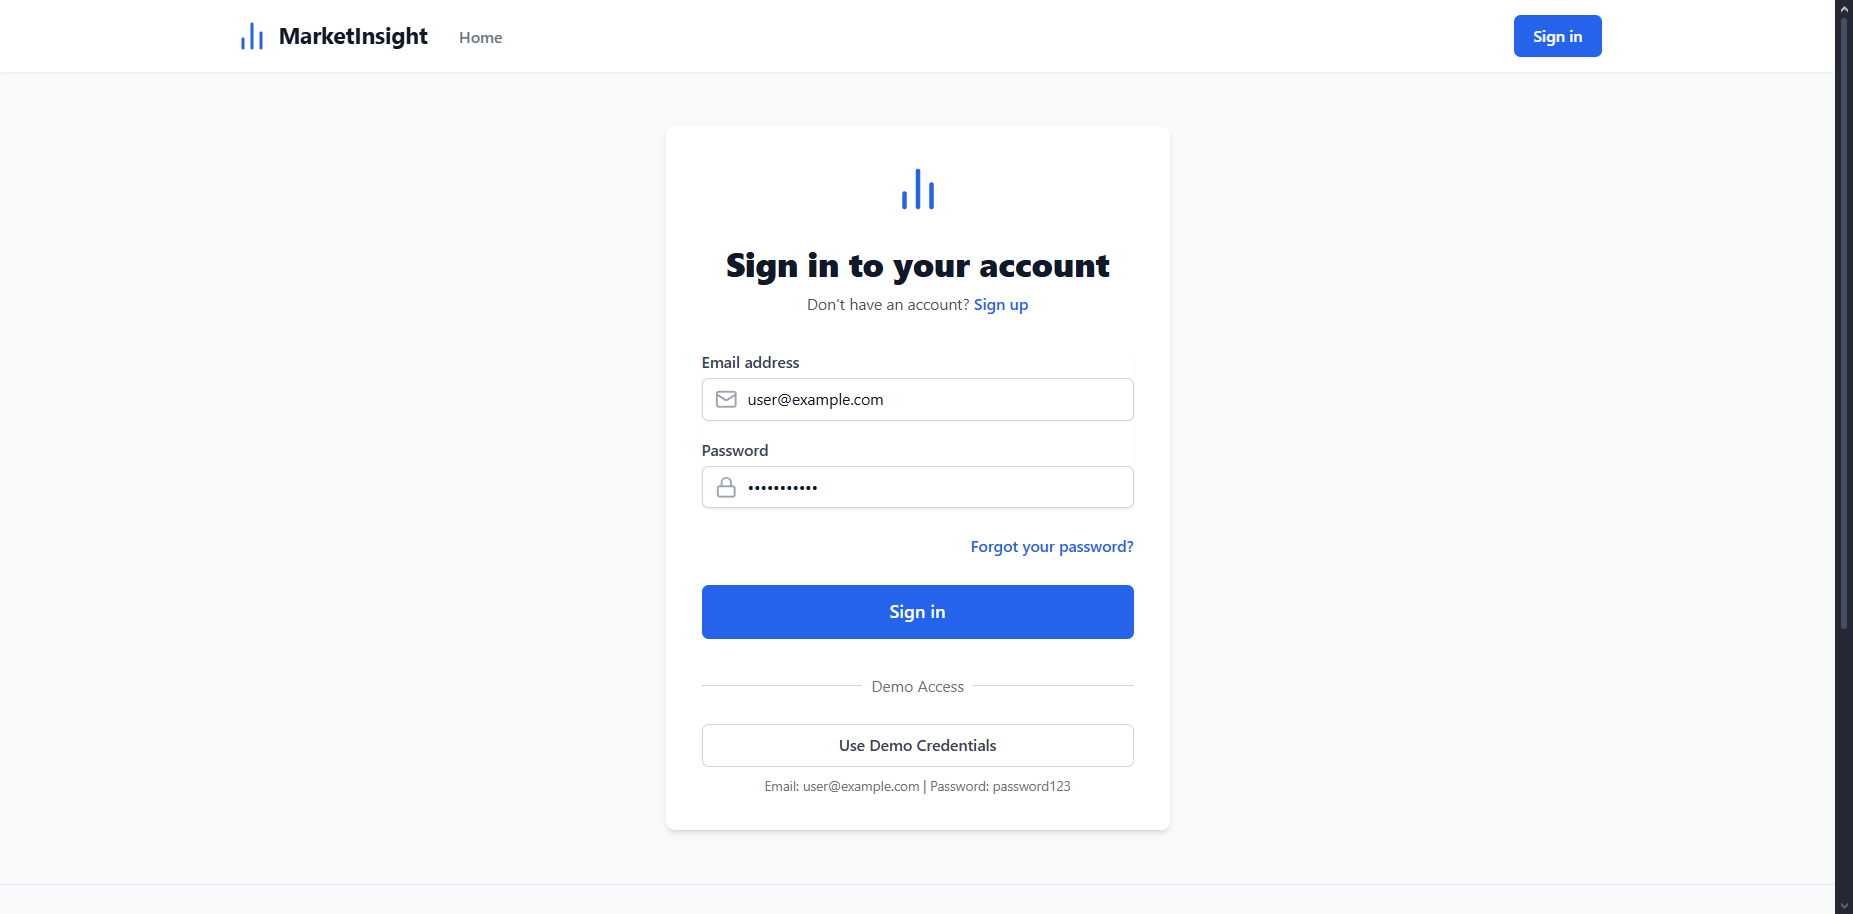 MarketInsight
Home
Sign in
Sign in to your account
Don't have an account? Sign up
Email address
user@example.com
Password
•••••••••••
Forgot your password?
Sign in
Demo Access
Use Demo Credentials
Email: user@example.com | Password: password123